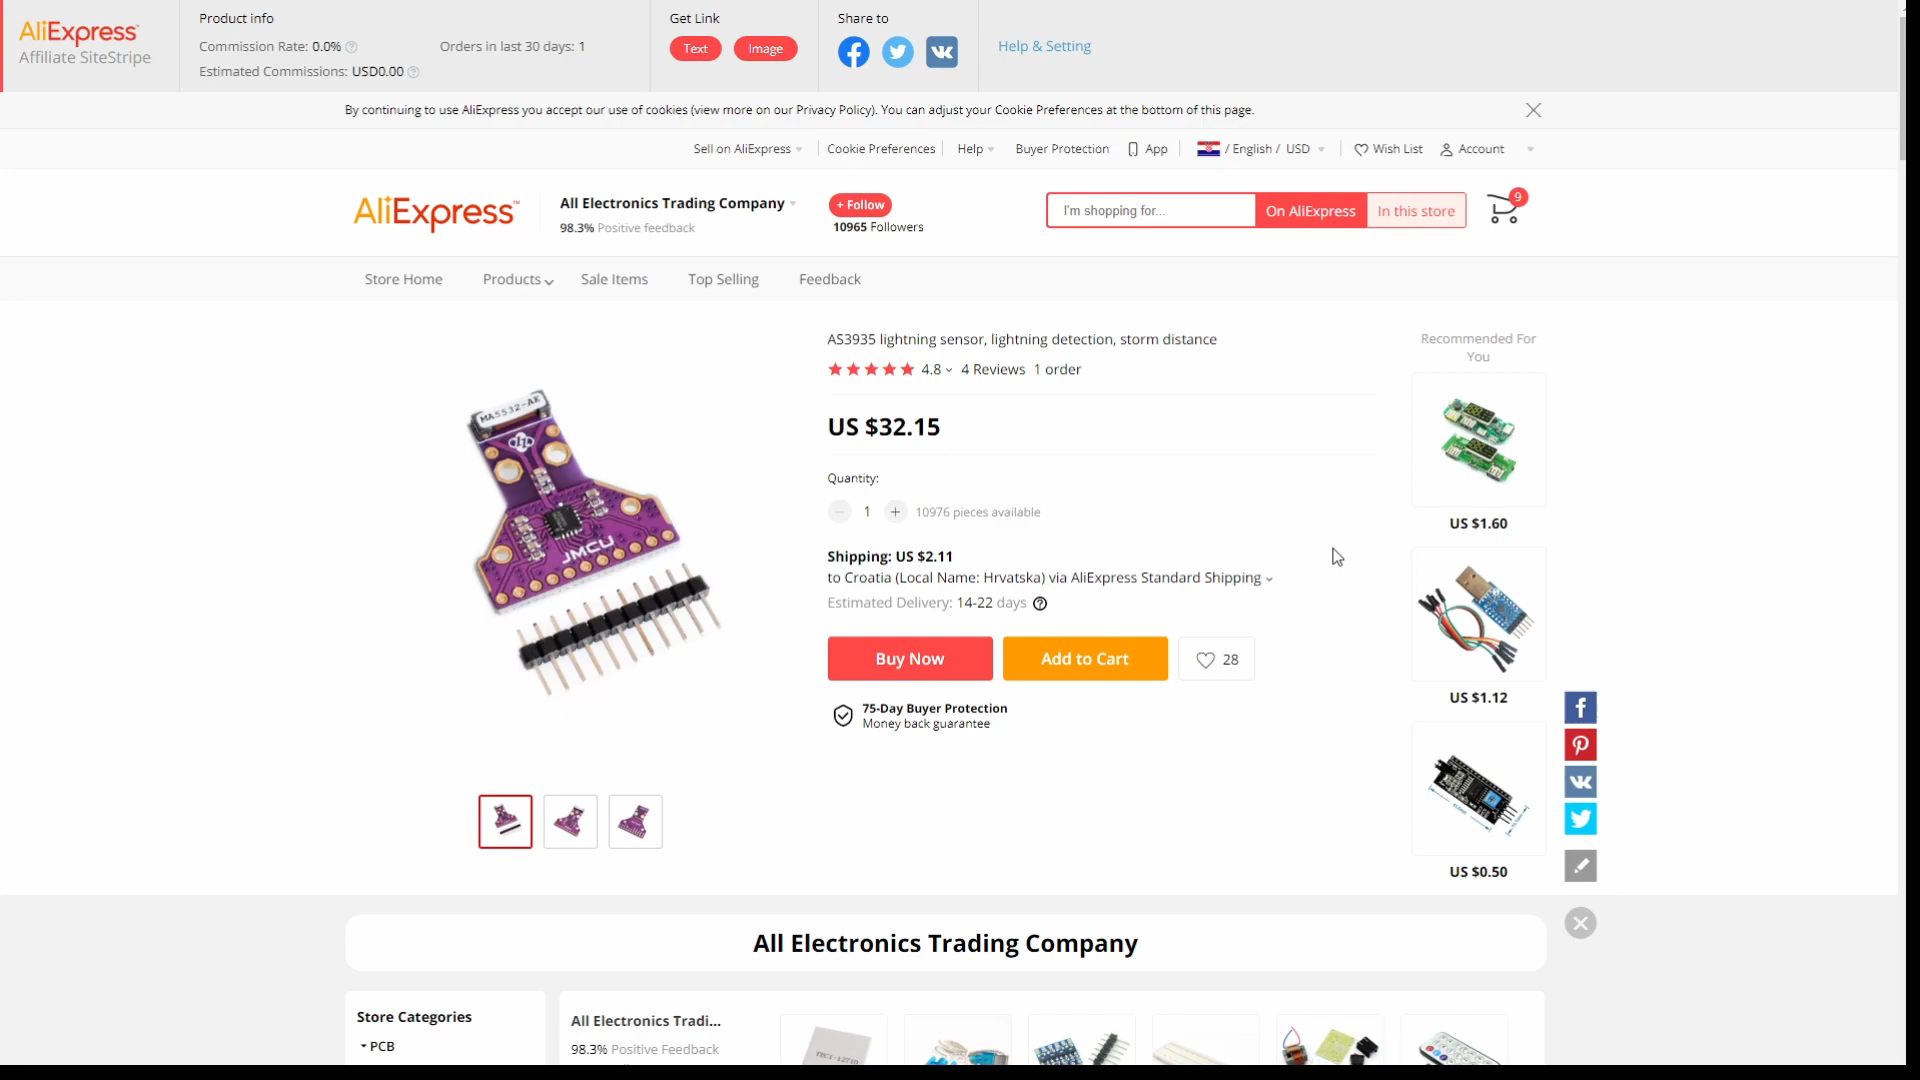 AliExpress
Affiliate SiteStripe
Product info
Commission Rate: 0.0%
Orders in last 30 days: 1
Estimated Commissions: USD0.00
Get Link
Text
Image
Share to
Help & Setting
By continuing to use AliExpress you accept our use of cookies (view more on our Privacy Policy). You can adjust your Cookie Preferences at the bottom of this page.
Sell on AliExpress
Cookie Preferences
Help
Buyer Protection
App
/ English / USD
Wish List
Account
AliExpress™
All Electronics Trading Company
98.3% Positive feedback
+ Follow
10965 Followers
I'm shopping for...
On AliExpress
In this store
9
Store Home
Products
Sale Items
Top Selling
Feedback
MA5532-AE
JMCU
AS3935 lightning sensor, lightning detection, storm distance
4.8
4 Reviews
1 order
US $32.15
Quantity:
1
10976 pieces available
Shipping: US $2.11
to Croatia (Local Name: Hrvatska) via AliExpress Standard Shipping
Estimated Delivery: 14-22 days
Buy Now
Add to Cart
28
75-Day Buyer Protection
Money back guarantee
Recommended For
You
US $1.60
US $1.12
US $0.50
All Electronics Trading Company
Store Categories
PCB
All Electronics Tradi...
98.3% Positive Feedback
TEC1-12710